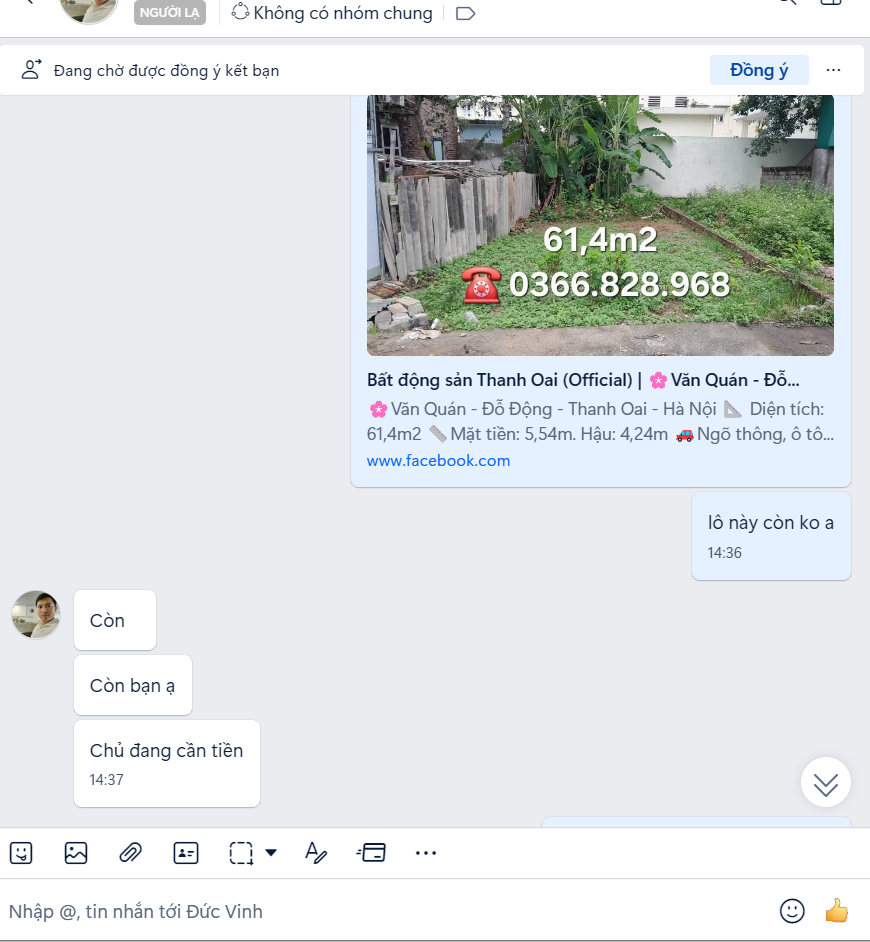 NGƯỜI LẠ
Không có nhóm chung
Đang chờ được đồng ý kết bạn
Đồng ý
61,4m2
☎️0366.828.968
Bất động sản Thanh Oai (Official) | 🌸 Văn Quán - Đỗ...
🌸 Văn Quán - Đỗ Động - Thanh Oai - Hà Nội 📐 Diện tích:
61,4m2 📏 Mặt tiền: 5,54m. Hậu: 4,24m 🚗 Ngõ thông, ô tô...
www.facebook.com
lô này còn ko a
14:36
Còn
Còn bạn ạ
Chủ đang cần tiền
14:37
Nhập @, tin nhắn tới Đức Vinh